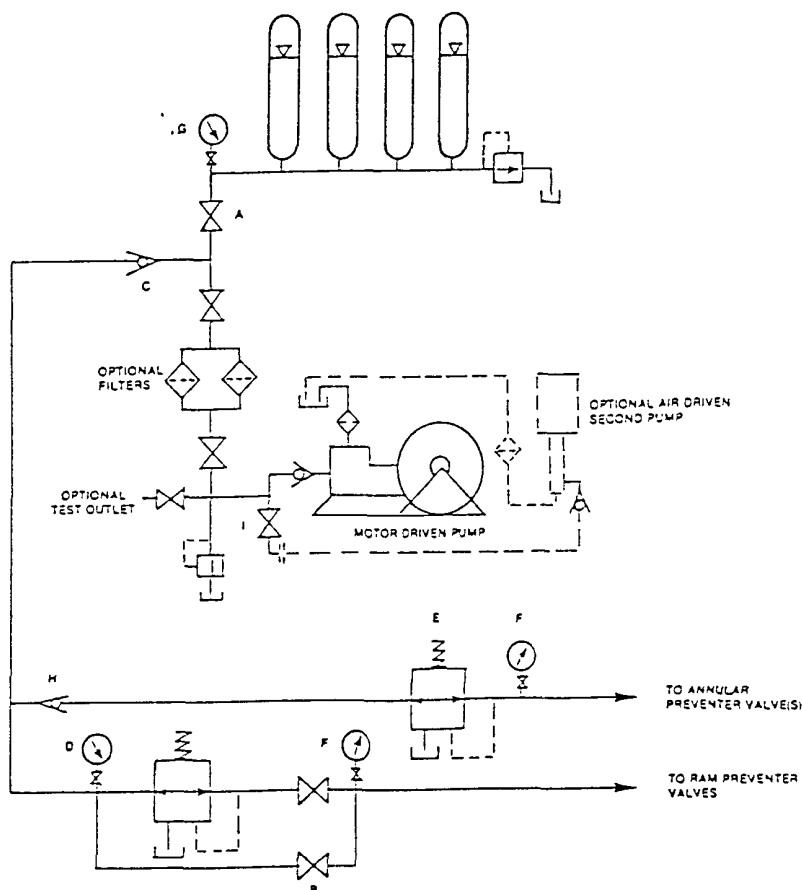 G
A
C
OPTIONAL
FILTERS
OPTIONAL AIR DRIVEN
SECOND PUMP
OPTIONAL
TEST OUTLET
I
MOTOR DRIVEN PUMP
E
F
H
TO ANNULAR
PREVENTER VALVE(S)
D
F
TO RAM PREVENTER
VALVES